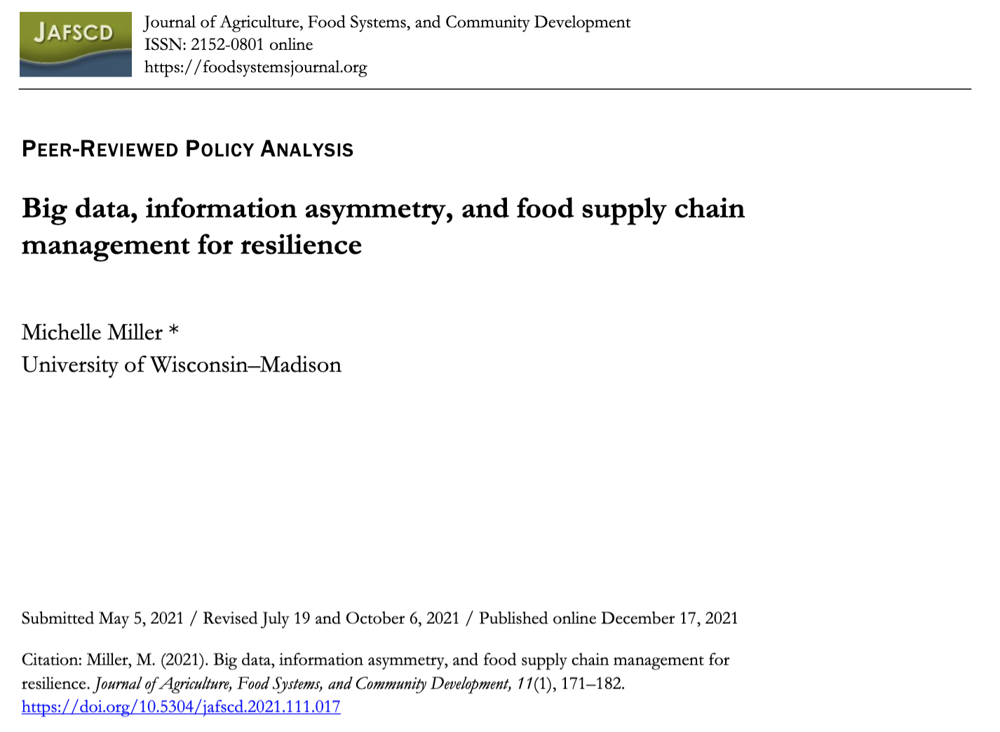 JAFSCD
Journal of Agriculture, Food Systems, and Community Development
ISSN: 2152-0801 online
https://foodsystemsjournal.org
PEER-REVIEWED POLICY ANALYSIS
Big data, information asymmetry, and food supply chain
management for resilience
Michelle Miller *
University of Wisconsin–Madison
Submitted May 5, 2021 / Revised July 19 and October 6, 2021 / Published online December 17, 2021
Citation: Miller, M. (2021). Big data, information asymmetry, and food supply chain management for
resilience. Journal of Agriculture, Food Systems, and Community Development, 11(1), 171–182.
https://doi.org/10.5304/jafscd.2021.111.017